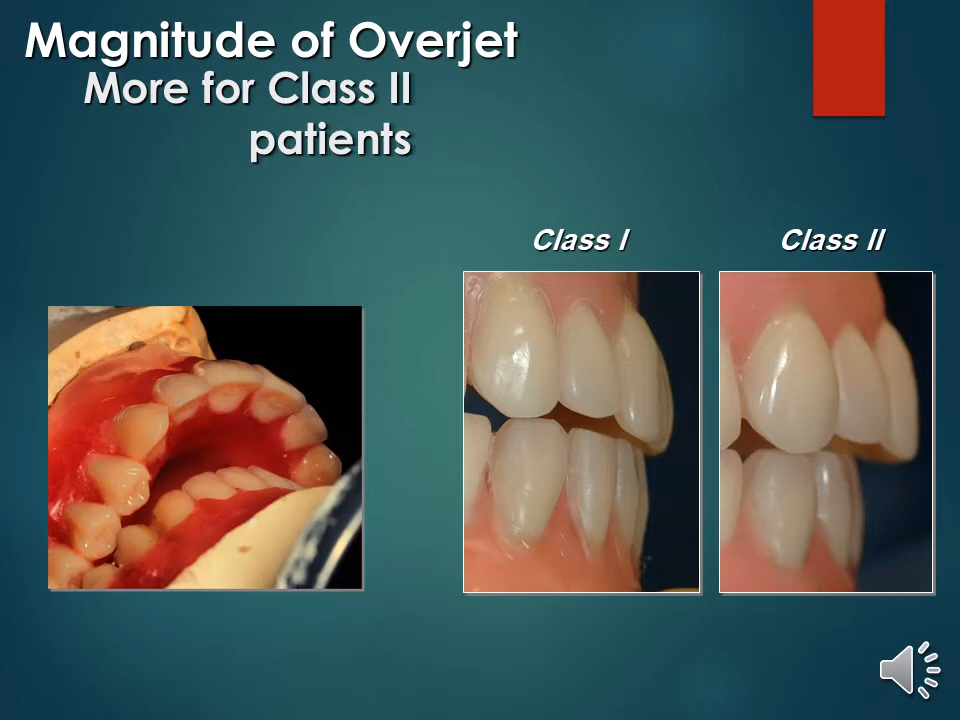 Magnitude of Overjet
More for Class II
patients
Class I
Class II